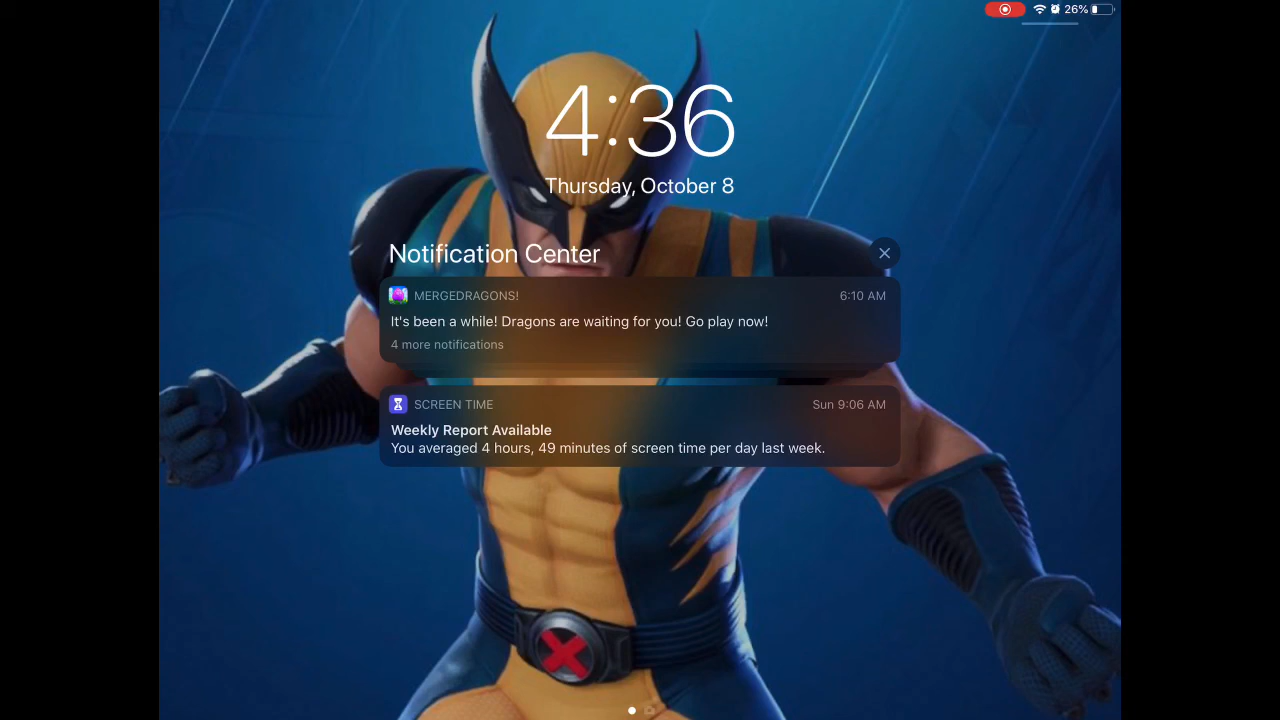 26%
4:36
Thursday, October 8
Notification Center
MERGEDRAGONS!
6:10 AM
It's been a while! Dragons are waiting for you! Go play now!
4 more notifications
SCREEN TIME
Sun 9:06 AM
Weekly Report Available
You averaged 4 hours, 49 minutes of screen time per day last week.